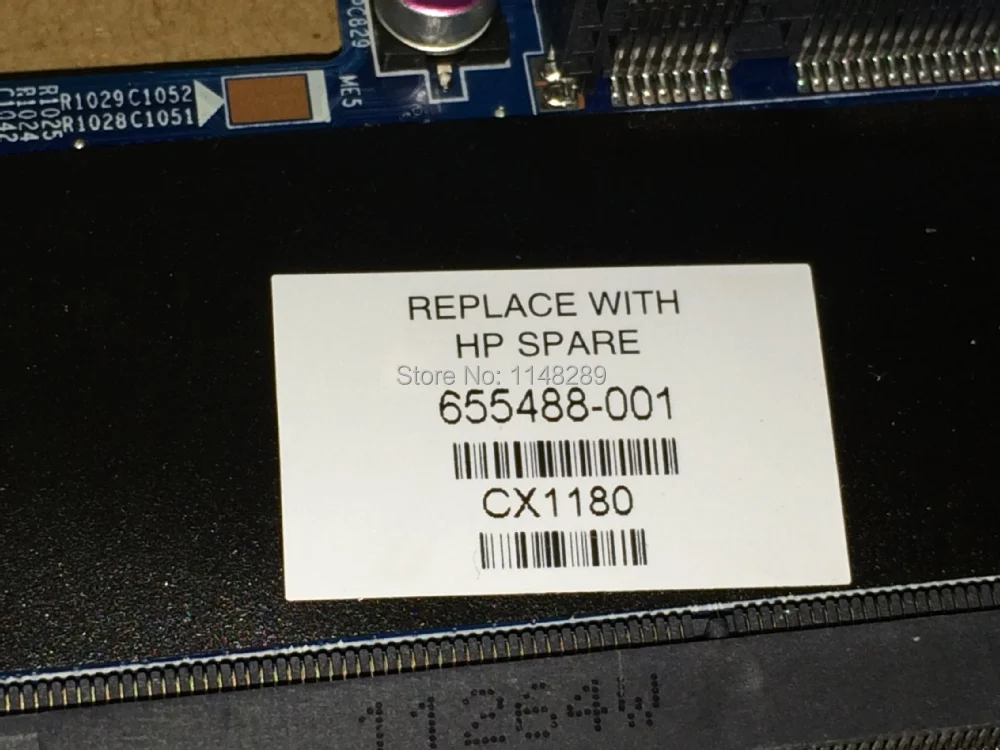 PC829
ME5
R1029 C1052
R1028 C1051
R1025
R1024
C1042
REPLACE WITH
HP SPARE
Store No: 1148289
655488-001
CX1180
11264W